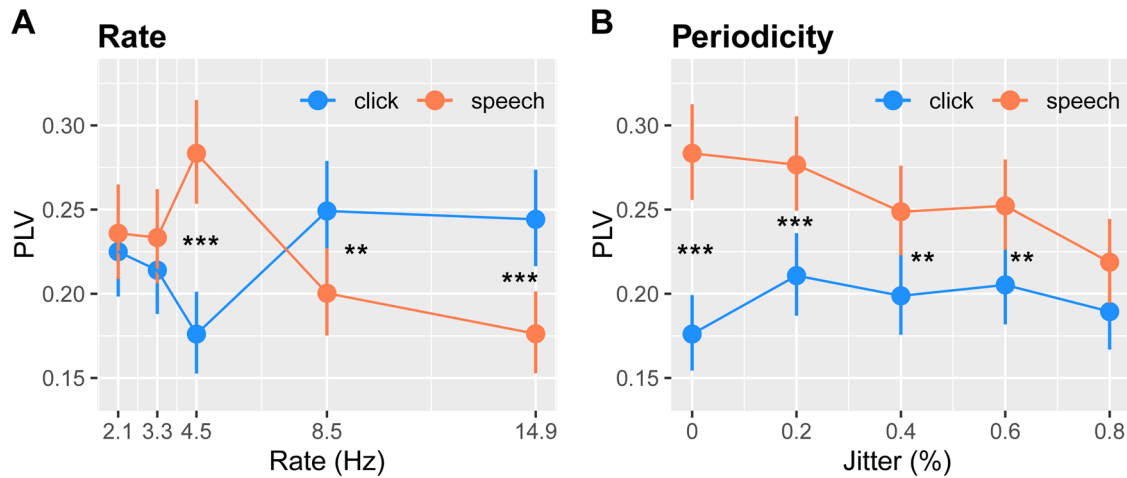 A
Rate
click
speech
0.30
0.25
0.20
0.15
PLV
***
**
***
2.1
3.3
4.5
8.5
14.9
Rate (Hz)
B
Periodicity
click
speech
0.30
0.25
0.20
0.15
PLV
***
***
**
**
0
0.2
0.4
0.6
0.8
Jitter (%)